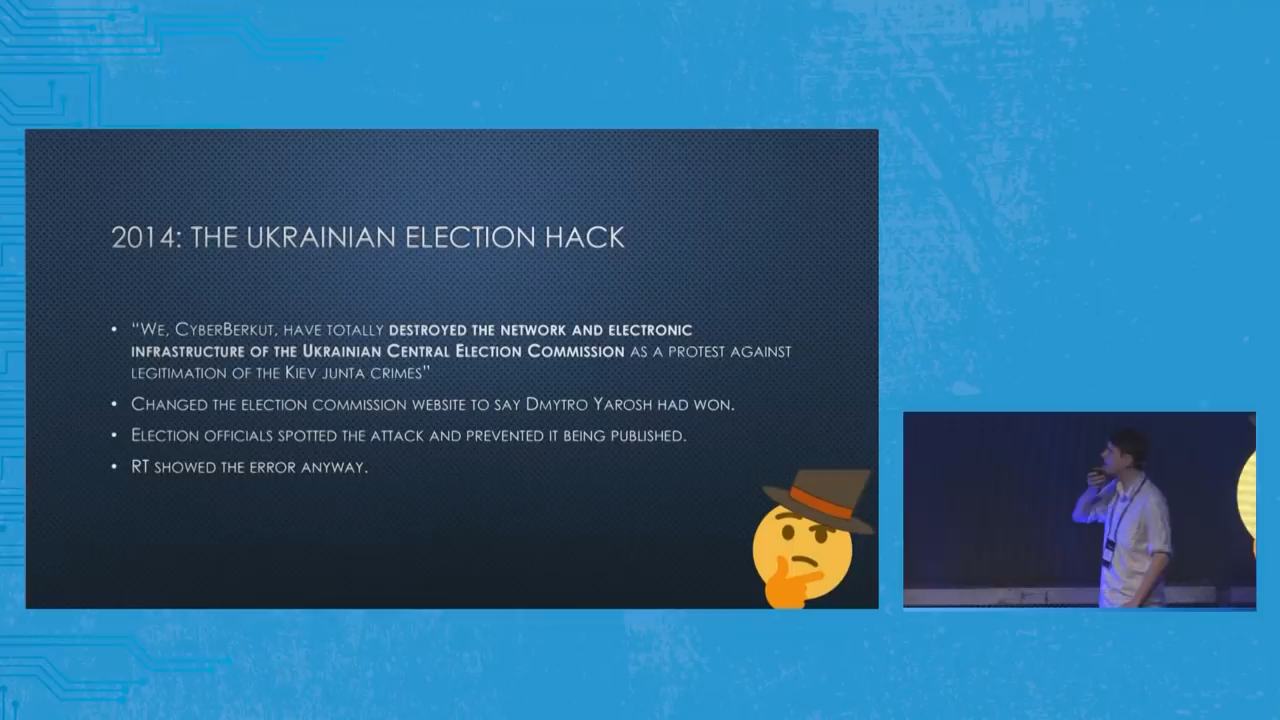 2014: THE UKRAINIAN ELECTION HACK
• “WE, CYBERBERKUT, HAVE TOTALLY DESTROYED THE NETWORK AND ELECTRONIC
INFRASTRUCTURE OF THE UKRAINIAN CENTRAL ELECTION COMMISSION AS A PROTEST AGAINST
LEGITIMATION OF THE KIEV JUNTA CRIMES”
• CHANGED THE ELECTION COMMISSION WEBSITE TO SAY DMYTRO YAROSH HAD WON.
• ELECTION OFFICIALS SPOTTED THE ATTACK AND PREVENTED IT BEING PUBLISHED.
• RT SHOWED THE ERROR ANYWAY.